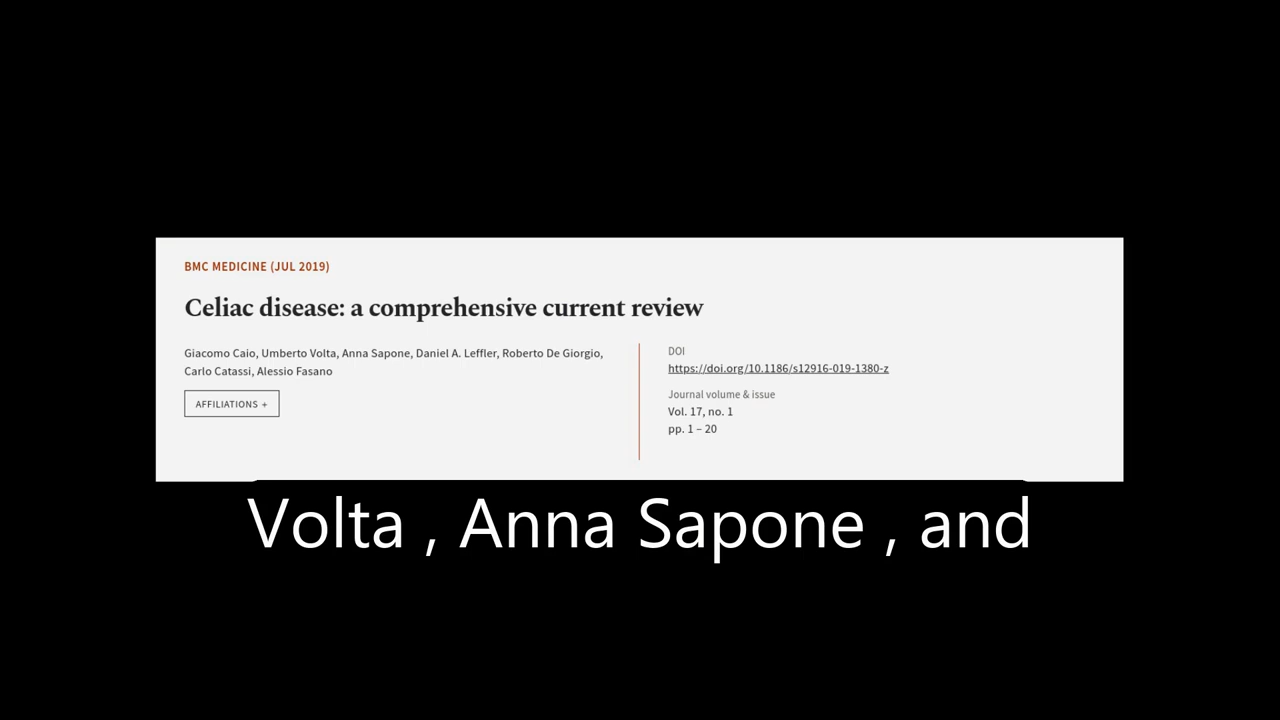 BMC MEDICINE (JUL 2019)
Celiac disease: a comprehensive current review
Giacomo Caio, Umberto Volta, Anna Sapone, Daniel A. Leffler, Roberto De Giorgio,
Carlo Catassi, Alessio Fasano
AFFILIATIONS +
DOI
https://doi.org/10.1186/s12916-019-1380-z
Journal volume & issue
Vol. 17, no. 1
pp. 1 – 20
Volta , Anna Sapone , and